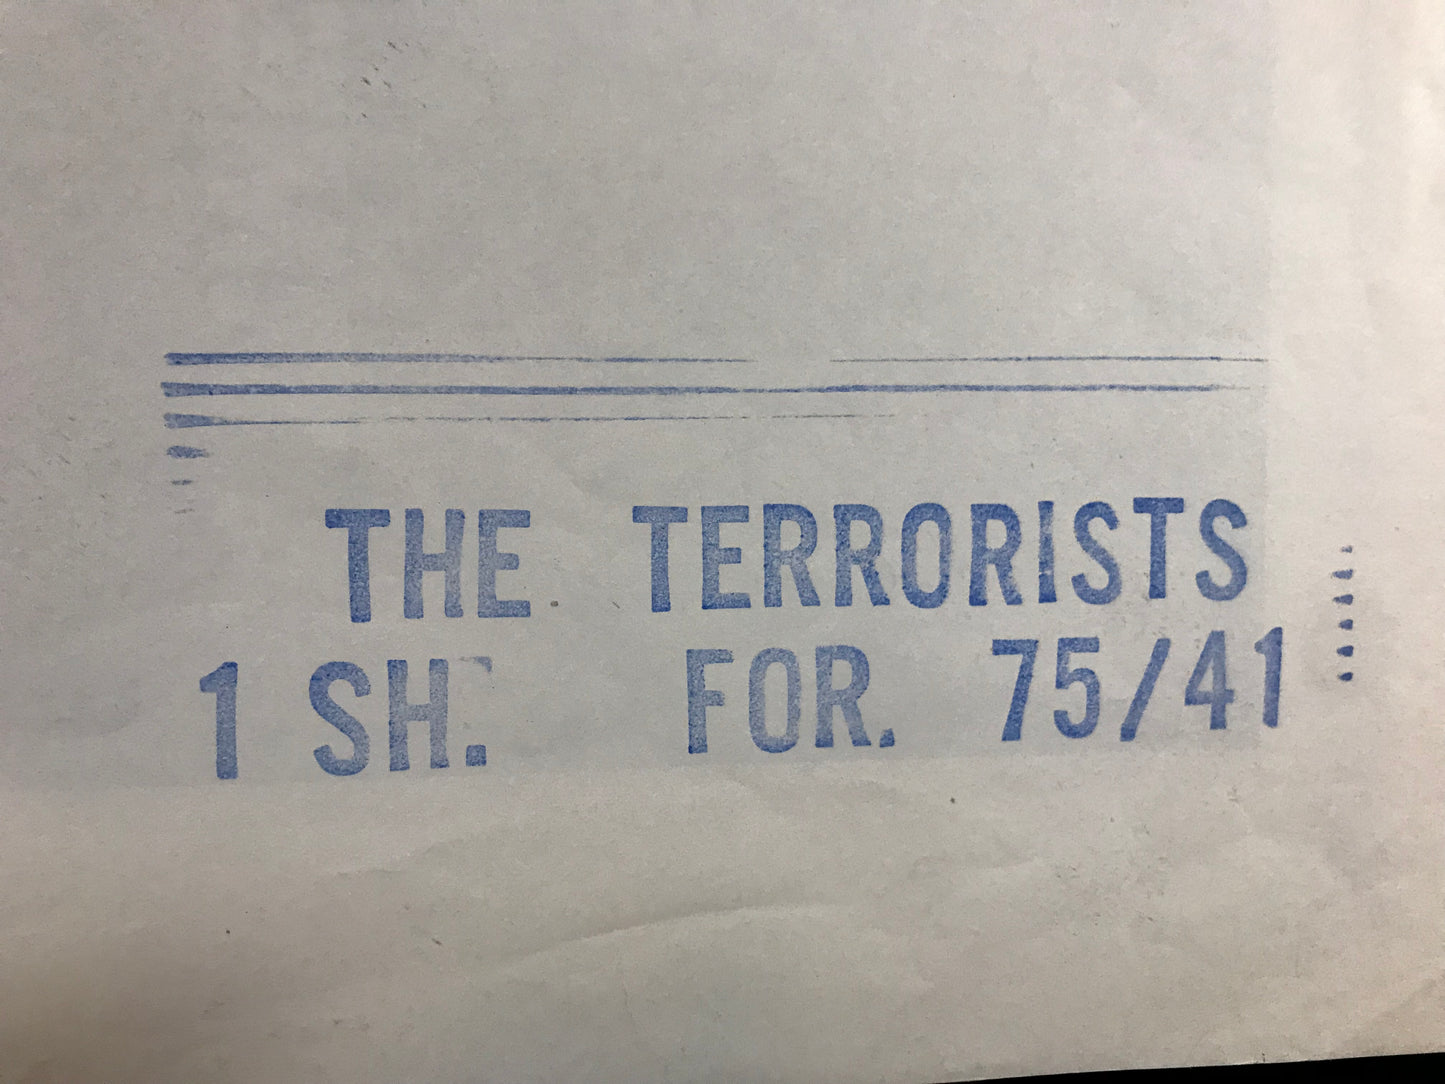 THE TERRORISTS
1 SH. FOR. 75/41